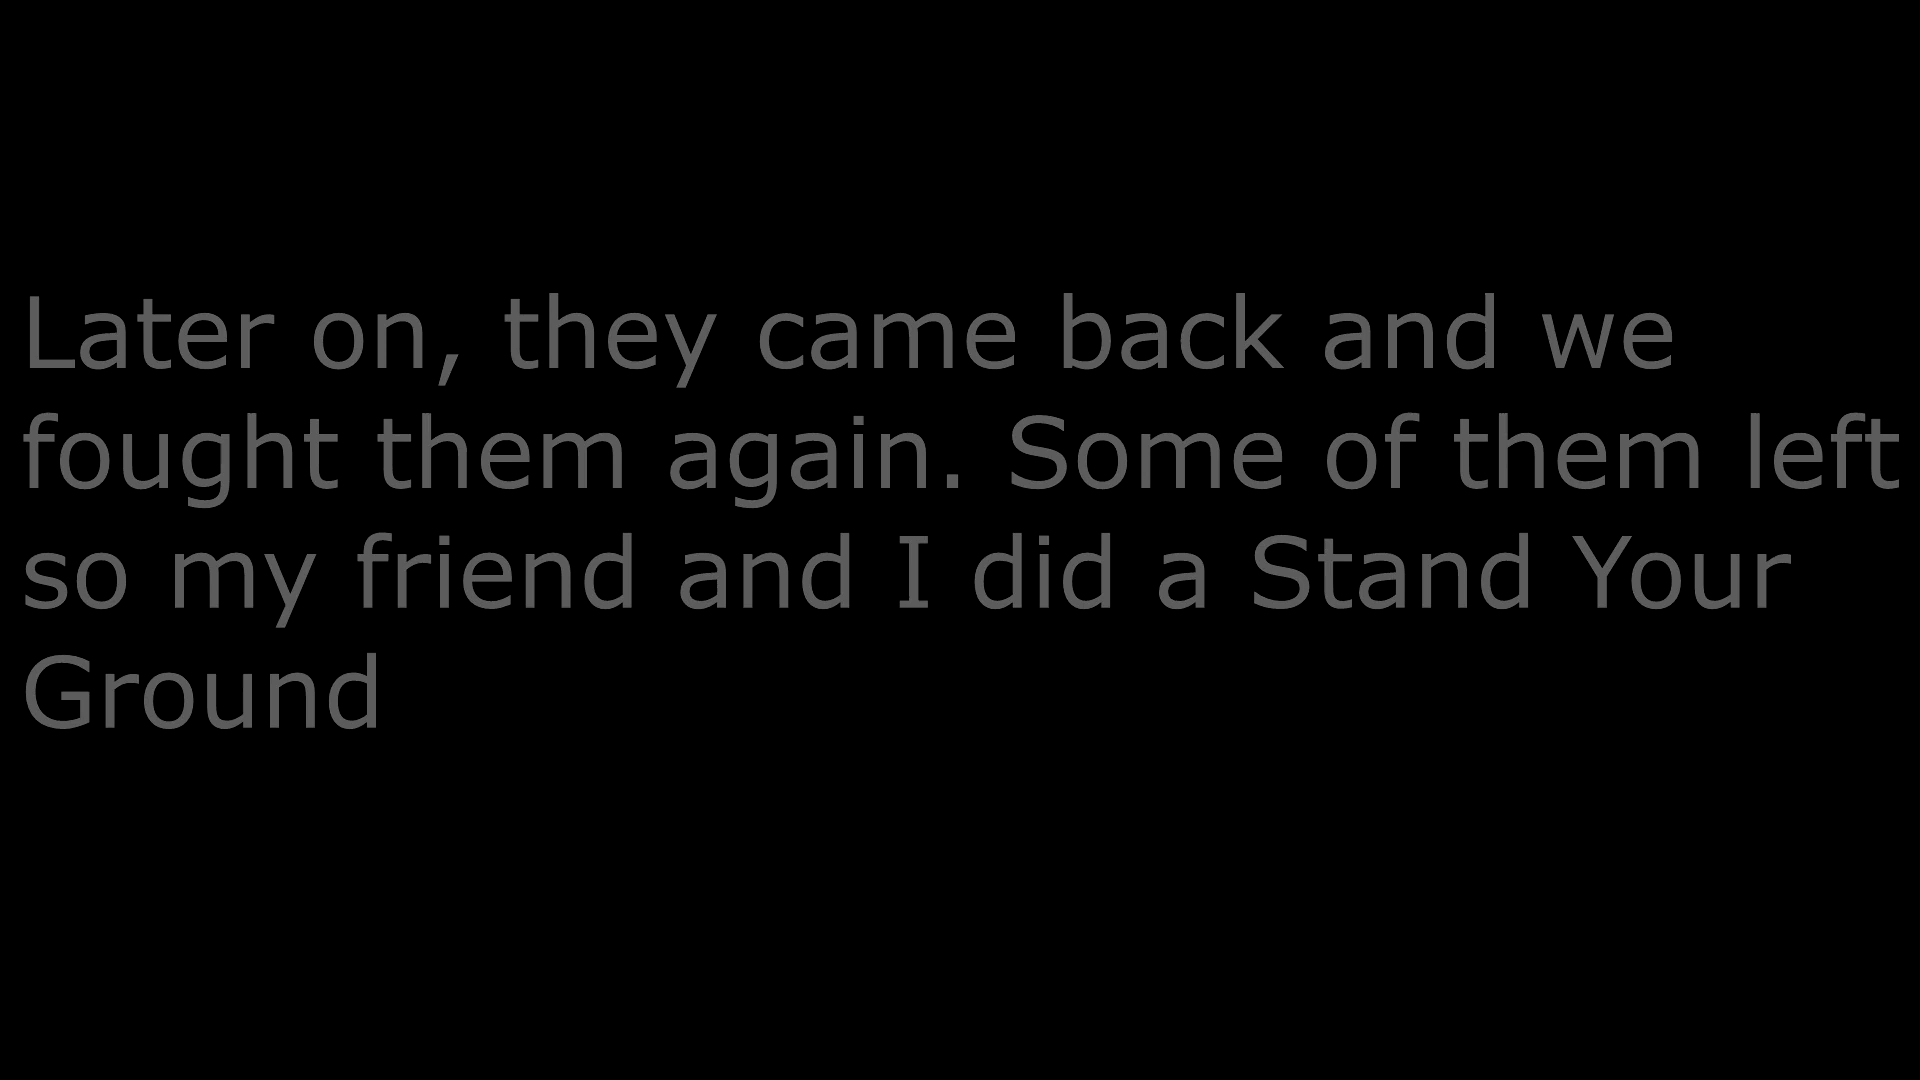 Later on, they came back and we
fought them again. Some of them left
so my friend and I did a Stand Your
Ground